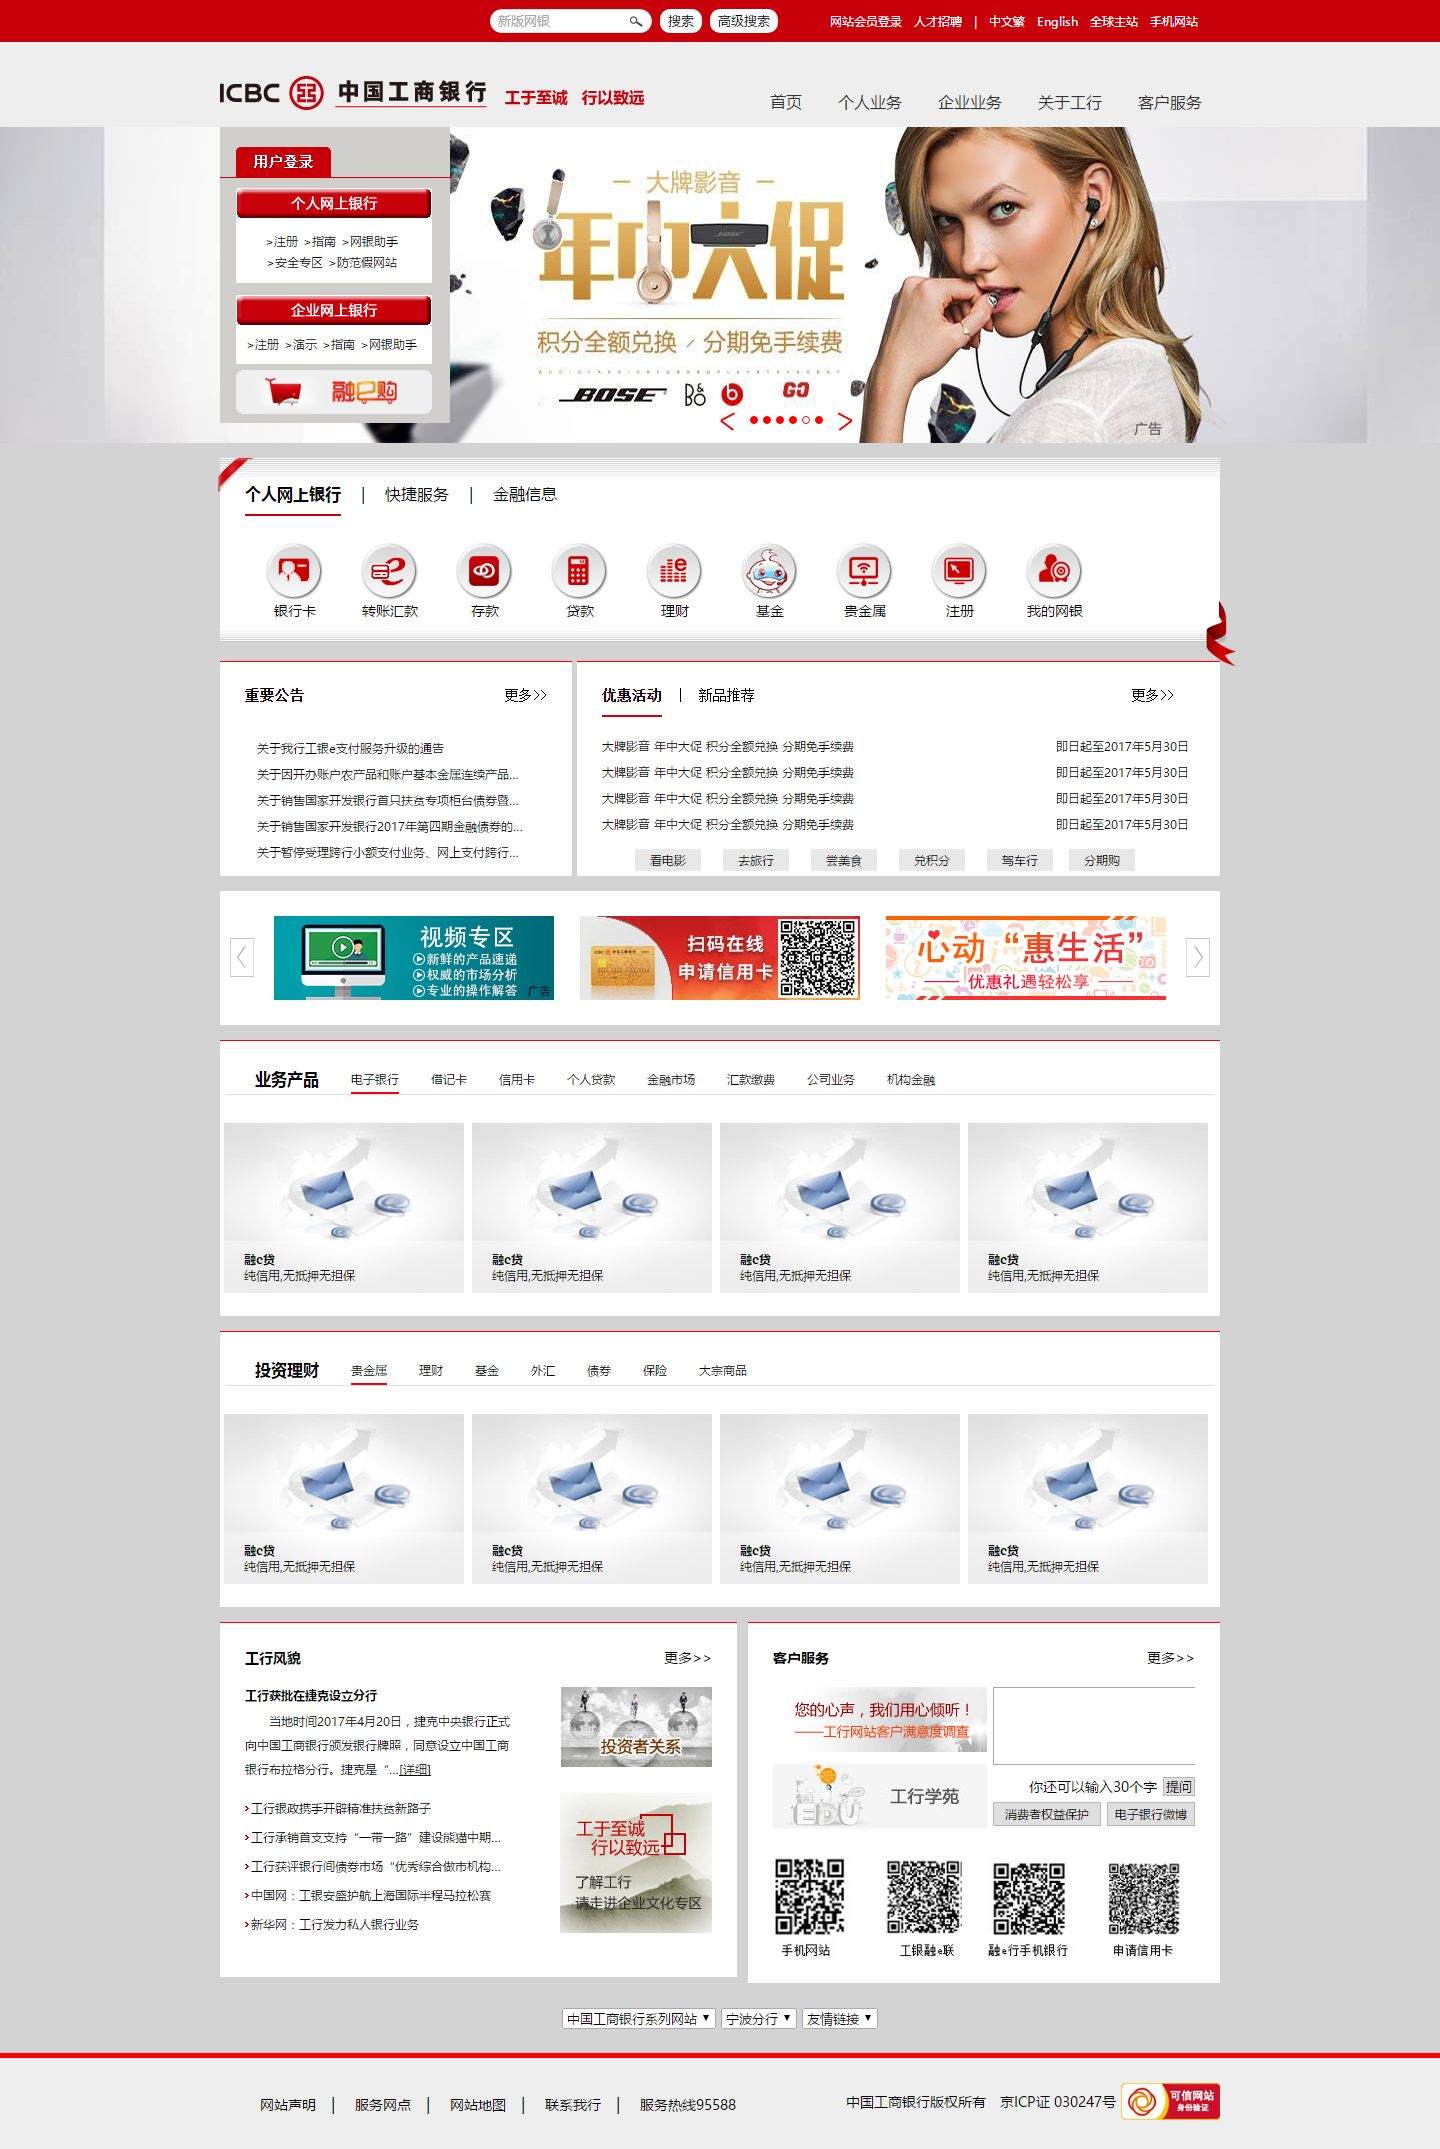 新版网银 搜索 高级搜索 网站会员登录 人才招聘 | 中文繁 English 全球主站 手机网站
ICBC 中国工商银行 工于至诚 行以致远
首页 个人业务 企业业务 关于工行 客户服务
用户登录
个人网上银行
>注册 >指南 >网银助手
>安全专区 >防范假网站
企业网上银行
>注册 >演示 >指南 >网银助手
融e购
大牌影音
年中大促
积分全额兑换 / 分期免手续费
BOSE B&O b GO
广告
个人网上银行 | 快捷服务 | 金融信息
银行卡 转账汇款 存款 贷款 理财 基金 贵金属 注册 我的网银
重要公告 更多>>
关于我行工银e支付服务升级的通告
关于因开办账户农产品和账户基本金属连续产品...
关于销售国家开发银行首只扶贫专项柜台债券暨...
关于销售国家开发银行2017年第四期金融债券的...
关于暂停受理跨行小额支付业务、网上支付跨行...
优惠活动 | 新品推荐 更多>>
大牌影音 年中大促 积分全额兑换 分期免手续费 即日起至2017年5月30日
大牌影音 年中大促 积分全额兑换 分期免手续费 即日起至2017年5月30日
大牌影音 年中大促 积分全额兑换 分期免手续费 即日起至2017年5月30日
大牌影音 年中大促 积分全额兑换 分期免手续费 即日起至2017年5月30日
看电影 去旅行 尝美食 兑积分 驾车行 分期购
视频专区
新鲜的产品速递
权威的市场分析
专业的操作解答 广告
扫码在线
申请信用卡
心动“惠生活”
优惠礼遇轻松享
业务产品 电子银行 借记卡 信用卡 个人贷款 金融市场 汇款缴费 公司业务 机构金融
融e贷 融e贷 融e贷 融e贷
纯信用,无抵押无担保 纯信用,无抵押无担保 纯信用,无抵押无担保 纯信用,无抵押无担保
投资理财 贵金属 理财 基金 外汇 债券 保险 大宗商品
融e贷 融e贷 融e贷 融e贷
纯信用,无抵押无担保 纯信用,无抵押无担保 纯信用,无抵押无担保 纯信用,无抵押无担保
工行风貌 更多>>
工行获批在捷克设立分行
当地时间2017年4月20日，捷克中央银行正式
向中国工商银行颁发银行牌照，同意设立中国工商
银行布拉格分行。捷克是“...[详细]
工行银政携手开辟精准扶贫新路子
工行承销首支支持“一带一路”建设熊猫中期...
工行获评银行间债券市场“优秀综合做市机构...
中国网：工银安盛护航上海国际半程马拉松赛
新华网：工行发力私人银行业务
投资者关系
工于至诚
行以致远
了解工行
请走进企业文化专区
客户服务 更多>>
您的心声，我们用心倾听！
——工行网站客户满意度调查
EDU 工行学苑
你还可以输入30个字 提问
消费者权益保护 电子银行微博
手机网站 工银融e联 融e行手机银行 申请信用卡
中国工商银行系列网站 宁波分行 友情链接
网站声明 | 服务网点 | 网站地图 | 联系我行 | 服务热线95588
中国工商银行版权所有 京ICP证 030247号 可信网站
身份验证